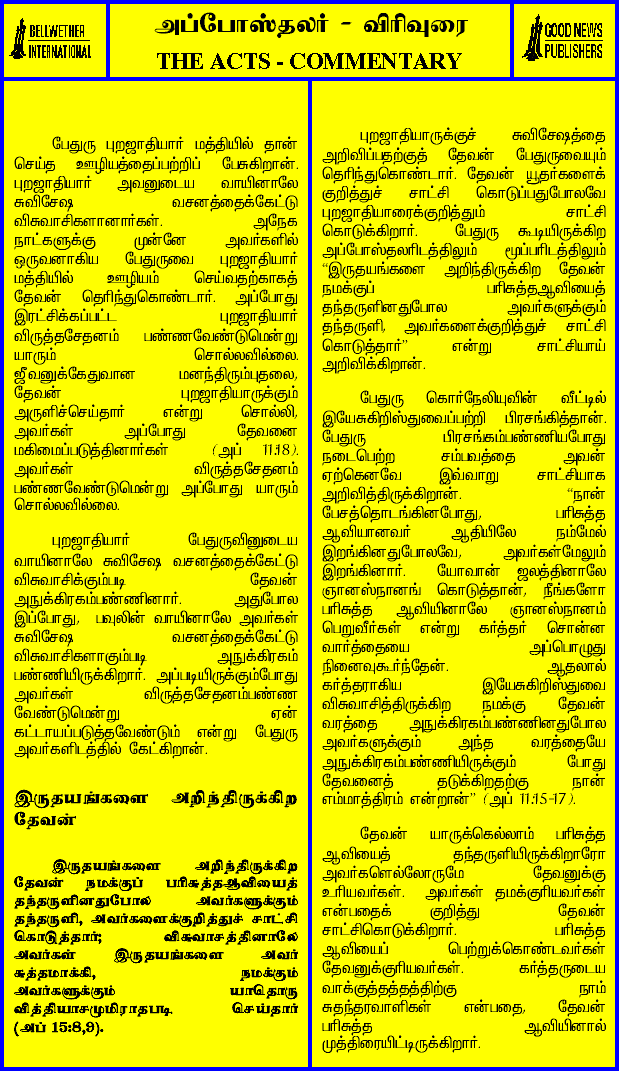 BELLWETHER
INTERNATIONAL
அப்போஸ்தலர் - விரிவுரை
THE ACTS - COMMENTARY
GOOD NEWS
PUBLISHERS
பேதுரு புறஜாதியார் மத்தியில் தான்
செய்த ஊழியத்தைப்பற்றிப் பேசுகிறான்.
புறஜாதியார் அவனுடைய வாயினாலே
சுவிசேஷ வசனத்தைக்கேட்டு
விசுவாசிகளானார்கள். அநேக
நாட்களுக்கு முன்னே அவர்களில்
ஒருவனாகிய பேதுருவை புறஜாதியார்
மத்தியில் ஊழியம் செய்வதற்காகத்
தேவன் தெரிந்துகொண்டார். அப்போது
இரட்சிக்கப்பட்ட புறஜாதியார்
விருத்தசேதனம் பண்ணவேண்டுமென்று
யாரும் சொல்லவில்லை.
ஜீவனுக்கேதுவான மனந்திரும்புதலை,
தேவன் புறஜாதியாருக்கும்
அருளிச்செய்தார் என்று சொல்லி,
அவர்கள் அப்போது தேவனை
மகிமைப்படுத்தினார்கள் (அப் 11:18).
அவர்கள் விருத்தசேதனம்
பண்ணவேண்டுமென்று அப்போது யாரும்
சொல்லவில்லை.
புறஜாதியார் பேதுருவினுடைய
வாயினாலே சுவிசேஷ வசனத்தைக்கேட்டு
விசுவாசிக்கும்படி தேவன்
அநுக்கிரகம்பண்ணினார். அதுபோல
இப்போது, பவுலின் வாயினாலே அவர்கள்
சுவிசேஷ வசனத்தைக்கேட்டு
விசுவாசிகளாகும்படி அநுக்கிரகம்
பண்ணியிருக்கிறார். அப்படியிருக்கும்போது
அவர்கள் விருத்தசேதனம்பண்ண
வேண்டுமென்று ஏன்
கட்டாயப்படுத்தவேண்டும் என்று பேதுரு
அவர்களிடத்தில் கேட்கிறான்.
இருதயங்களை அறிந்திருக்கிற
தேவன்
இருதயங்களை அறிந்திருக்கிற
தேவன் நமக்குப் பரிசுத்தஆவியைத்
தந்தருளினதுபோல அவர்களுக்கும்
தந்தருளி, அவர்களைக்குறித்துச் சாட்சி
கொடுத்தார்; விசுவாசத்தினாலே
அவர்கள் இருதயங்களை அவர்
சுத்தமாக்கி, நமக்கும்
அவர்களுக்கும் யாதொரு
வித்தியாசமுமிராதபடி செய்தார்
(அப் 15:8,9).
புறஜாதியாருக்குச் சுவிசேஷத்தை
அறிவிப்பதற்குத் தேவன் பேதுருவையும்
தெரிந்துகொண்டார். தேவன் யூதர்களைக்
குறித்துச் சாட்சி கொடுப்பதுபோலவே
புறஜாதியாரைக்குறித்தும் சாட்சி
கொடுக்கிறார். பேதுரு கூடியிருக்கிற
அப்போஸ்தலரிடத்திலும் மூப்பரிடத்திலும்
“இருதயங்களை அறிந்திருக்கிற தேவன்
நமக்குப் பரிசுத்தஆவியைத்
தந்தருளினதுபோல அவர்களுக்கும்
தந்தருளி, அவர்களைக்குறித்துச் சாட்சி
கொடுத்தார்” என்று சாட்சியாய்
அறிவிக்கிறான்.
பேதுரு கொர்நேலியுவின் வீட்டில்
இயேசுகிறிஸ்துவைப்பற்றி பிரசங்கித்தான்.
பேதுரு பிரசங்கம்பண்ணியபோது
நடைபெற்ற சம்பவத்தை அவன்
ஏற்கெனவே இவ்வாறு சாட்சியாக
அறிவித்திருக்கிறான். “நான்
பேசத்தொடங்கினபோது, பரிசுத்த
ஆவியானவர் ஆதியிலே நம்மேல்
இறங்கினதுபோலவே, அவர்கள்மேலும்
இறங்கினார். யோவான் ஜலத்தினாலே
ஞானஸ்நானங் கொடுத்தான், நீங்களோ
பரிசுத்த ஆவியினாலே ஞானஸ்நானம்
பெறுவீர்கள் என்று கர்த்தர் சொன்ன
வார்த்தையை அப்பொழுது
நினைவுகூர்ந்தேன். ஆதலால்
கர்த்தராகிய இயேசுகிறிஸ்துவை
விசுவாசித்திருக்கிற நமக்கு தேவன்
வரத்தை அநுக்கிரகம்பண்ணினதுபோல
அவர்களுக்கும் அந்த வரத்தையே
அநுக்கிரகம்பண்ணியிருக்கும் போது
தேவனைத் தடுக்கிறதற்கு நான்
எம்மாத்திரம் என்றான்” (அப் 11:15-17).
தேவன் யாருக்கெல்லாம் பரிசுத்த
ஆவியைத் தந்தருளியிருக்கிறாரோ
அவர்களெல்லோருமே தேவனுக்கு
உரியவர்கள். அவர்கள் தமக்குரியவர்கள்
என்பதைக் குறித்து தேவன்
சாட்சிகொடுக்கிறார். பரிசுத்த
ஆவியைப் பெற்றுக்கொண்டவர்கள்
தேவனுக்குரியவர்கள். கர்த்தருடைய
வாக்குத்தத்தத்திற்கு நாம்
சுதந்தரவாளிகள் என்பதை, தேவன்
பரிசுத்த ஆவியினால்
முத்திரையிட்டிருக்கிறார்.